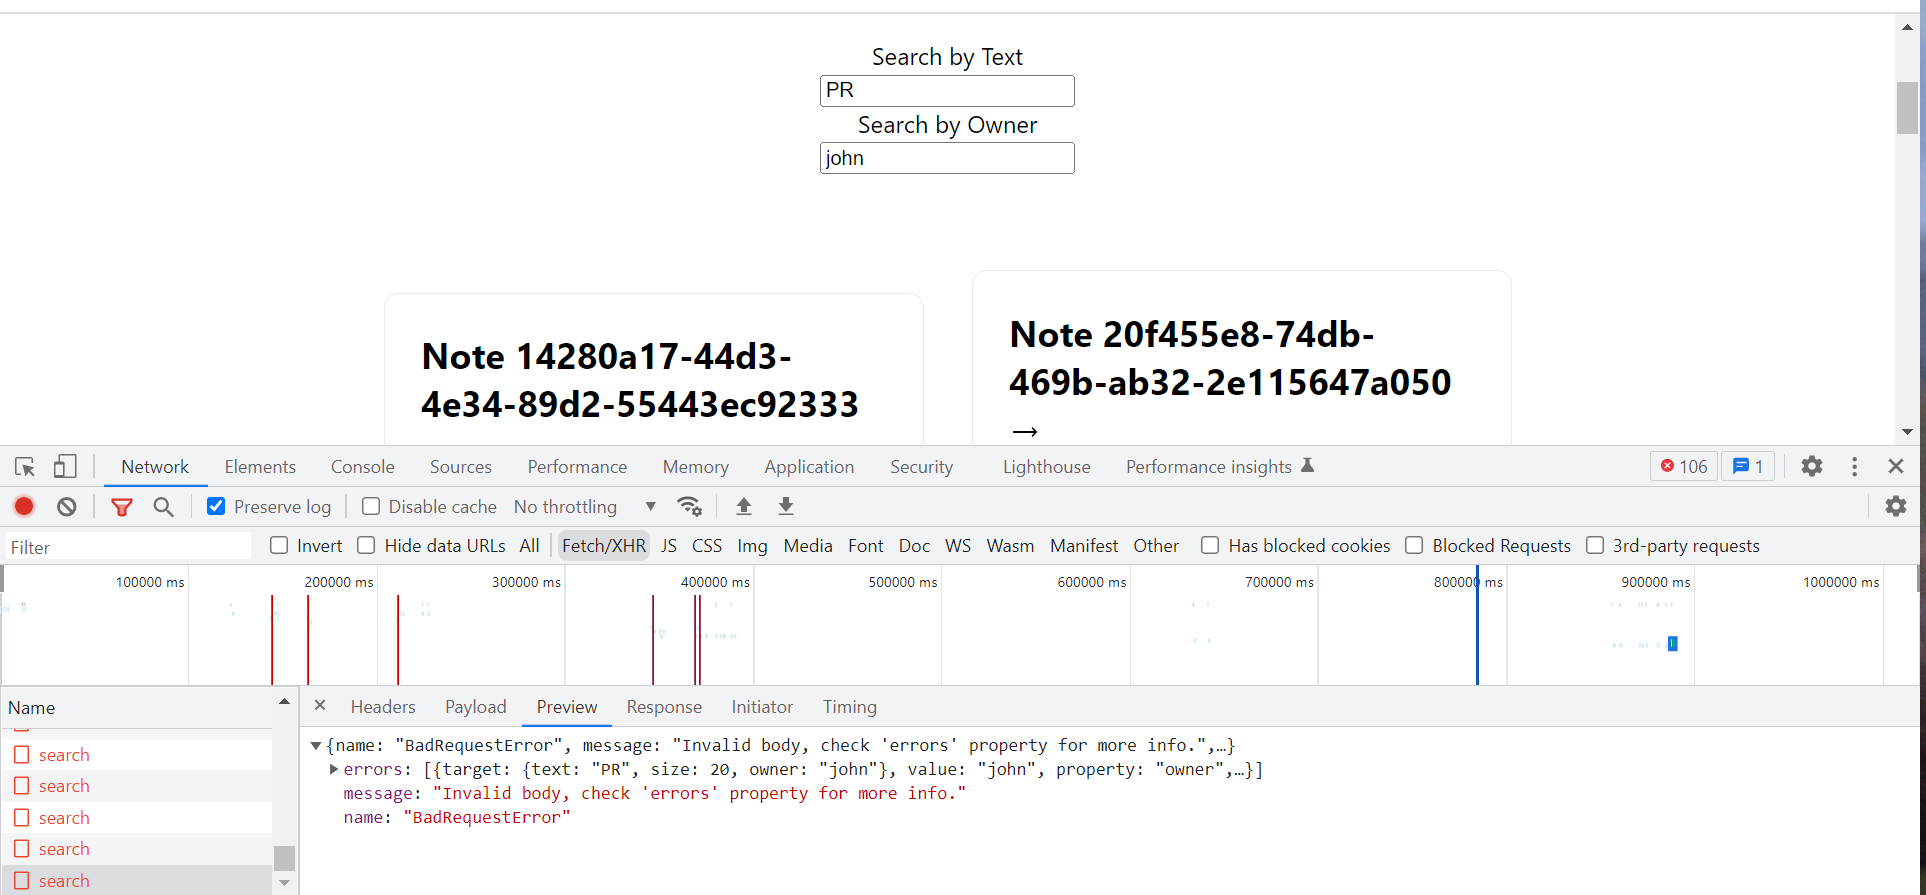 Search by Text
PR
Search by Owner
john
Note 14280a17-44d3-
4e34-89d2-55443ec92333
Note 20f455e8-74db-
469b-ab32-2e115647a050
→
Network Elements Console Sources Performance Memory Application Security Lighthouse Performance insights 106 1
Preserve log Disable cache No throttling
Filter Invert Hide data URLs All Fetch/XHR JS CSS Img Media Font Doc WS Wasm Manifest Other Has blocked cookies Blocked Requests 3rd-party requests
100000 ms 200000 ms 300000 ms 400000 ms 500000 ms 600000 ms 700000 ms 800000 ms 900000 ms 1000000 ms
Name
search
search
search
search
search
× Headers Payload Preview Response Initiator Timing
▼{name: "BadRequestError", message: "Invalid body, check 'errors' property for more info.",…}
▶errors: [{target: {text: "PR", size: 20, owner: "john"}, value: "john", property: "owner",…}]
message: "Invalid body, check 'errors' property for more info."
name: "BadRequestError"